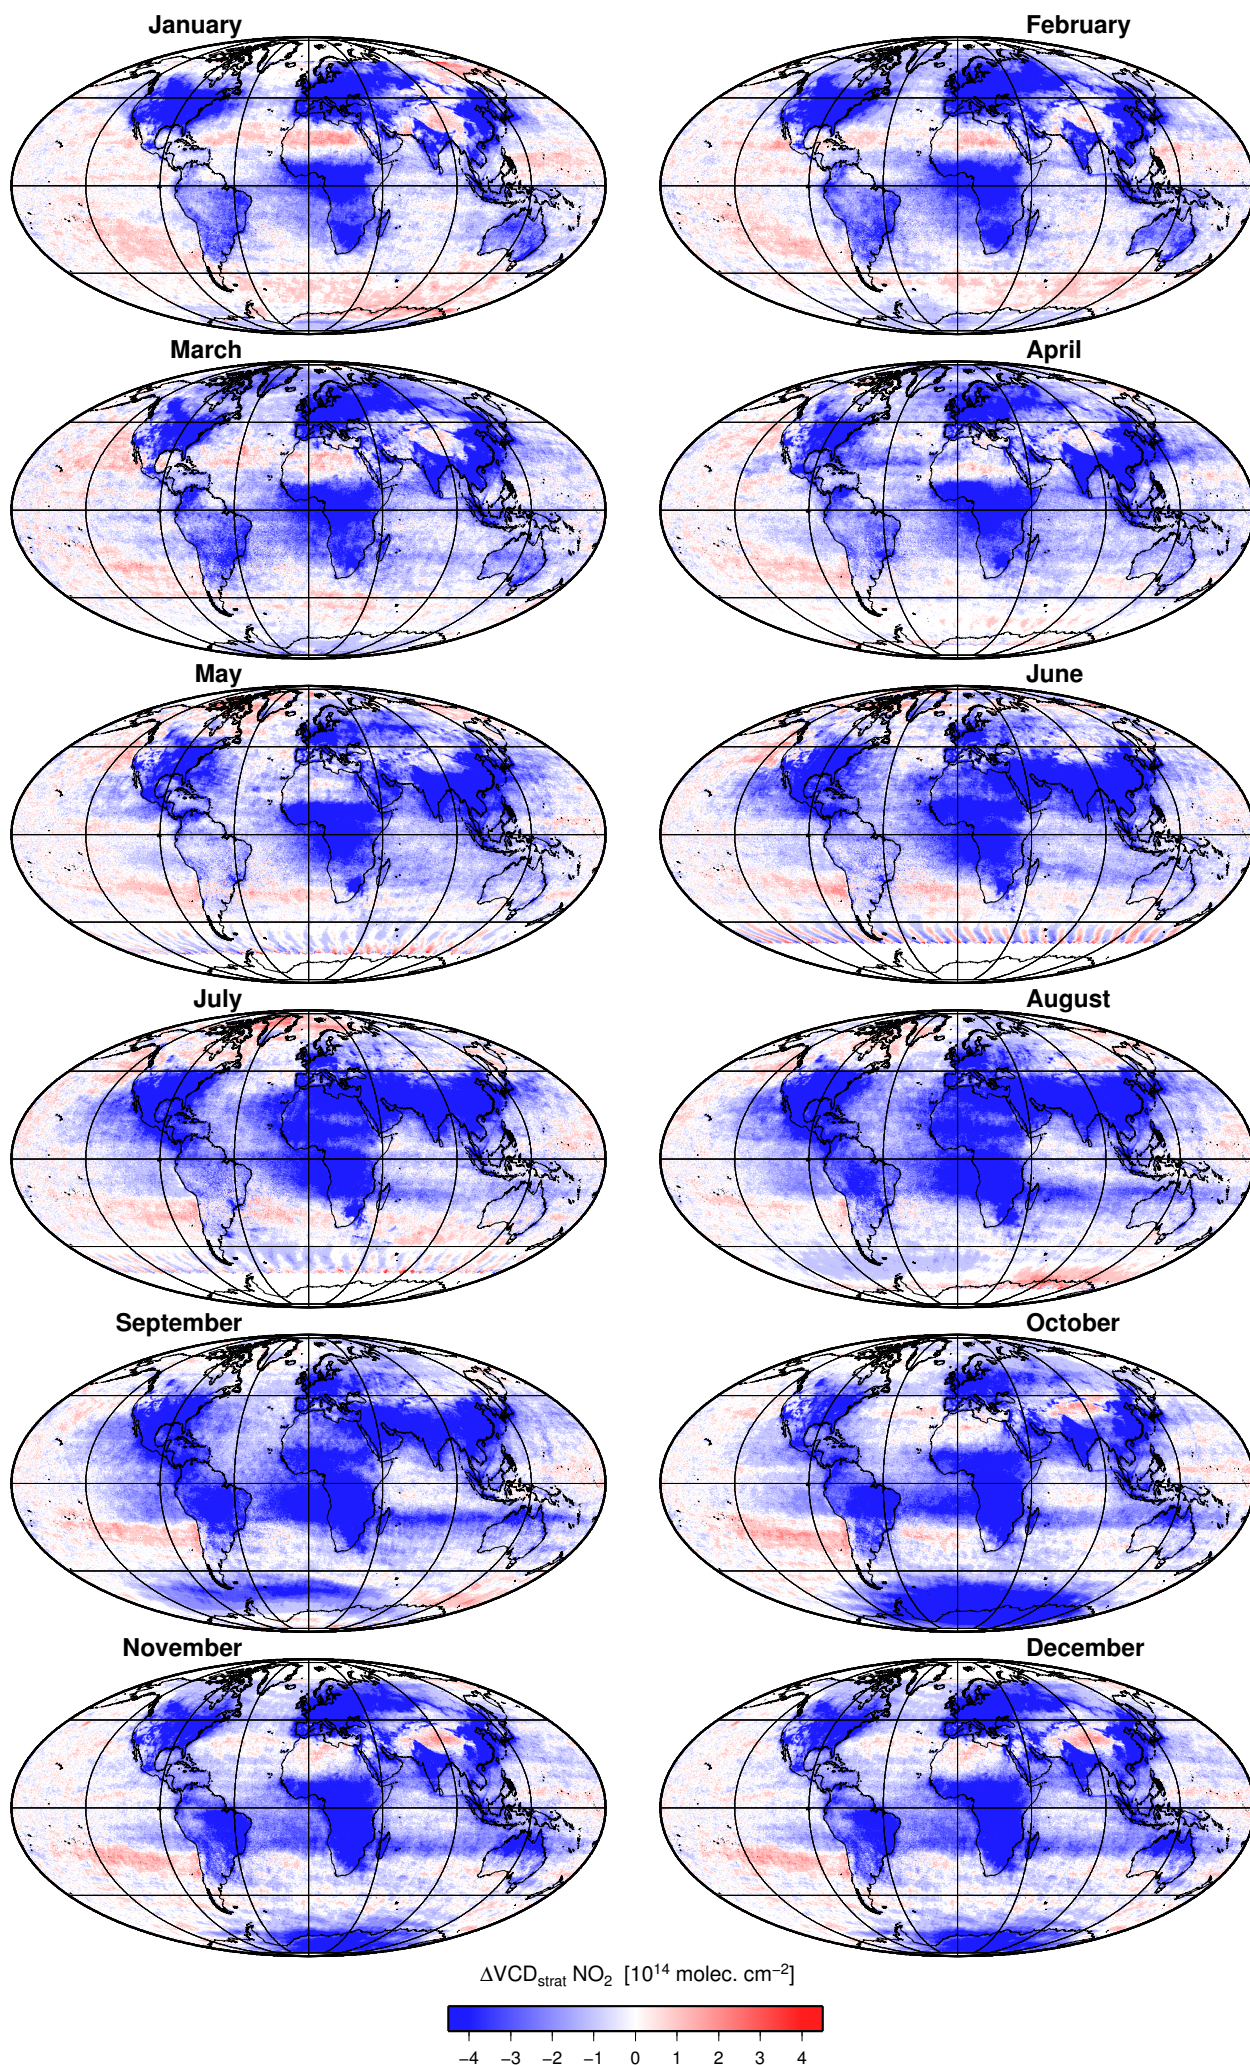 January
February
March
April
May
June
July
August
September
October
November
December
ΔVCDstrat NO2 [10^14 molec. cm^−2]
−4 −3 −2 −1 0 1 2 3 4